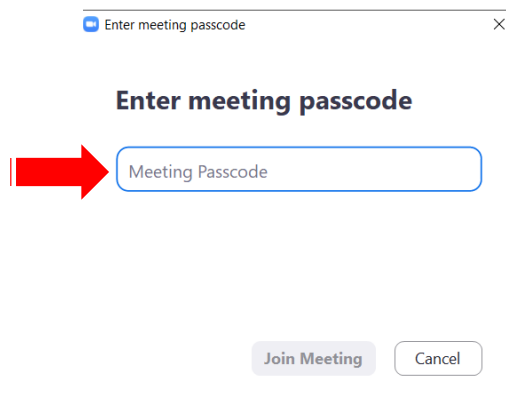 Enter meeting passcode
Enter meeting passcode
Meeting Passcode
Join Meeting
Cancel